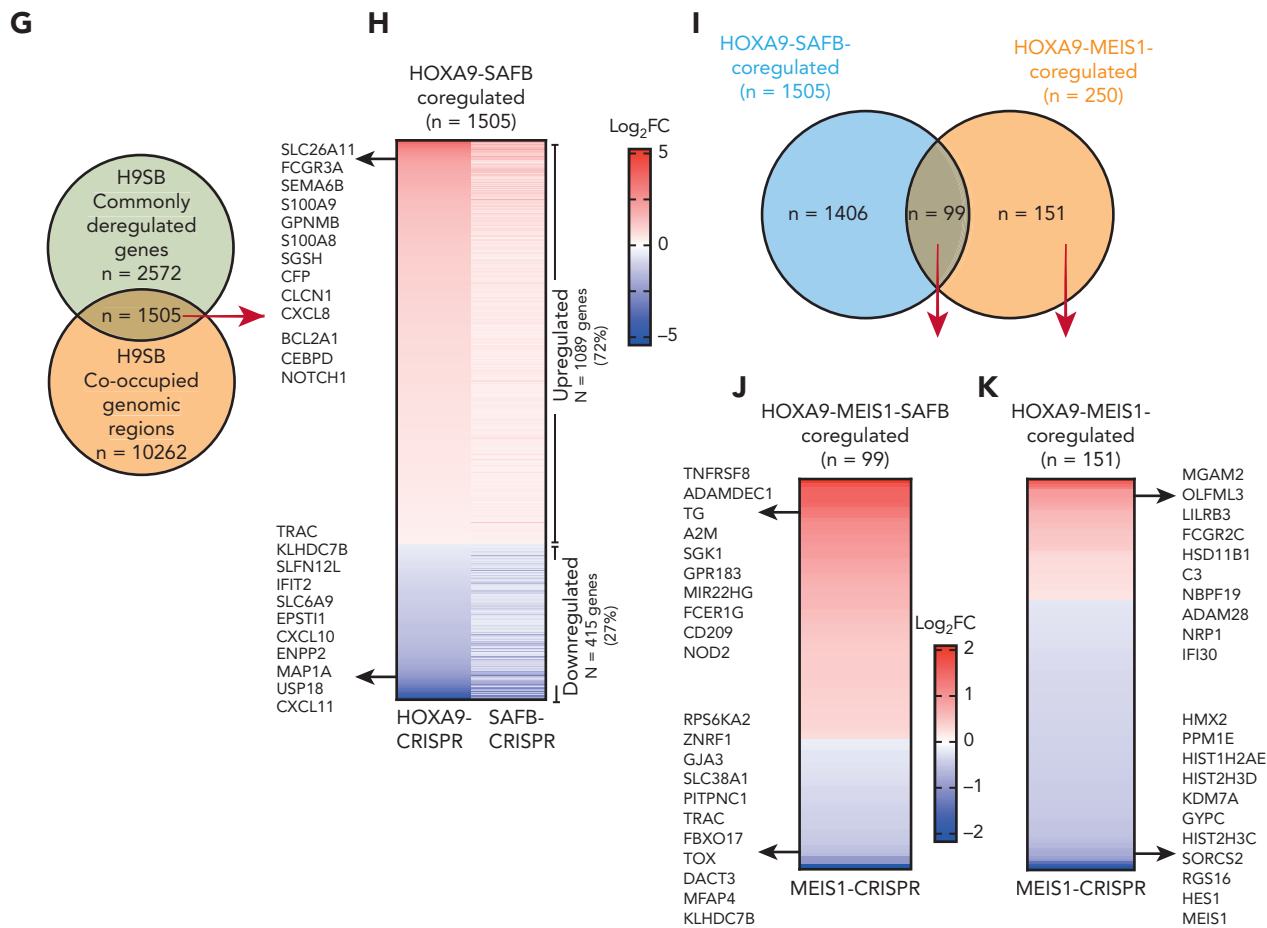 G
H9SB
Commonly
deregulated
genes
n = 2572
n = 1505
H9SB
Co-occupied
genomic
regions
n = 10262
H
HOXA9-SAFB
coregulated
(n = 1505)
SLC26A11
FCGR3A
SEMA6B
S100A9
GPNMB
S100A8
SGSH
CFP
CLCN1
CXCL8
BCL2A1
CEBPD
NOTCH1
TRAC
KLHDC7B
SLFN12L
IFIT2
SLC6A9
EPSTI1
CXCL10
ENPP2
MAP1A
USP18
CXCL11
Upregulated
N = 1089 genes
(72%)
Downregulated
N = 415 genes
(27%)
HOXA9-
CRISPR
SAFB-
CRISPR
Log2FC
5
0
–5
I
HOXA9-SAFB-
coregulated
(n = 1505)
HOXA9-MEIS1-
coregulated
(n = 250)
n = 1406
n = 99
n = 151
J
HOXA9-MEIS1-SAFB
coregulated
(n = 99)
TNFRSF8
ADAMDEC1
TG
A2M
SGK1
GPR183
MIR22HG
FCER1G
CD209
NOD2
RPS6KA2
ZNRF1
GJA3
SLC38A1
PITPNC1
TRAC
FBXO17
TOX
DACT3
MFAP4
KLHDC7B
MEIS1-CRISPR
Log2FC
2
1
0
–1
–2
K
HOXA9-MEIS1-
coregulated
(n = 151)
MGAM2
OLFML3
LILRB3
FCGR2C
HSD11B1
C3
NBPF19
ADAM28
NRP1
IFI30
HMX2
PPM1E
HIST1H2AE
HIST2H3D
KDM7A
GYPC
HIST2H3C
SORCS2
RGS16
HES1
MEIS1
MEIS1-CRISPR